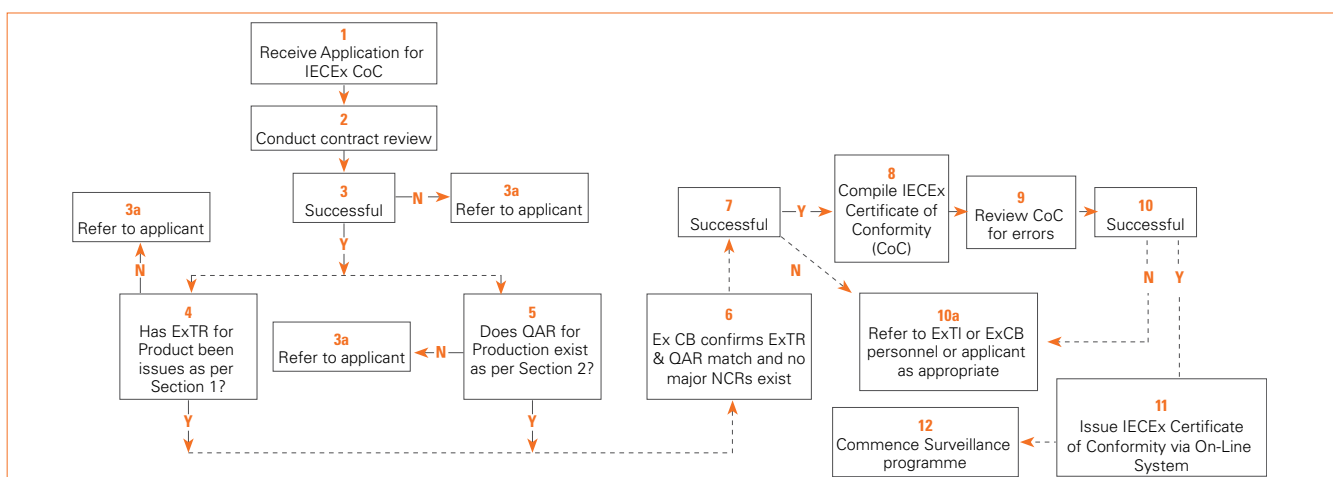 1
Receive Application for
IECEx CoC
2
Conduct contract review
3
Successful
N
3a
Refer to applicant
Y
3a
Refer to applicant
N
4
Has ExTR for
Product been
issues as per
Section 1?
Y
5
Does QAR for
Production exist
as per Section 2?
N
3a
Refer to applicant
Y
6
Ex CB confirms ExTR
& QAR match and no
major NCRs exist
7
Successful
Y
N
8
Compile IECEx
Certificate of
Conformity
(CoC)
9
Review CoC
for errors
10
Successful
N
Y
10a
Refer to ExTl or ExCB
personnel or applicant
as appropriate
11
Issue IECEx Certificate
of Conformity via On-Line
System
12
Commence Surveillance
programme